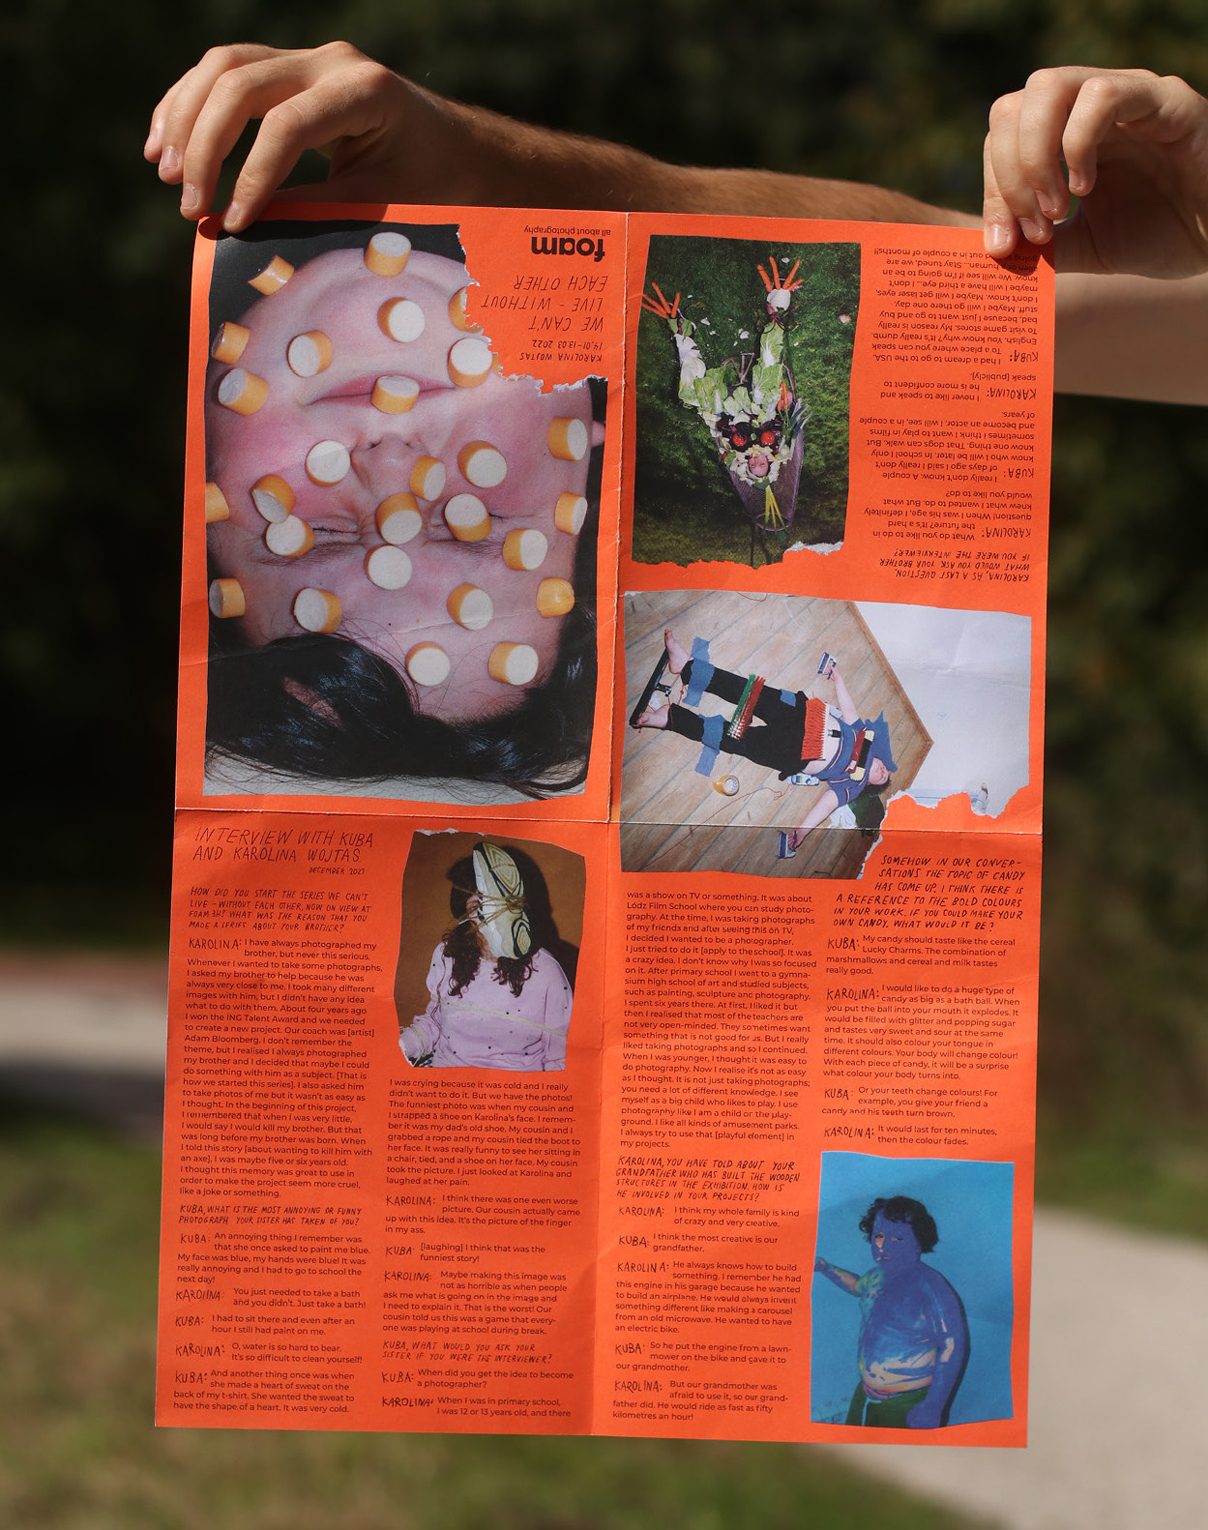 foam
all about photography
WE CAN'T
LIVE - WITHOUT
EACH OTHER
KAROLINA WOJTAS
14.01-13.03 2022
INTERVIEW WITH KUBA
AND KAROLINA WOJTAS
DECEMBER 2021
HOW DID YOU START THE SERIES WE CAN'T
LIVE - WITHOUT EACH OTHER, NOW ON VIEW AT
FOAM 3H? WHAT WAS THE REASON THAT YOU
MADE A SERIES ABOUT YOUR BROTHER?
KAROLINA: I have always photographed my
brother, but never this serious.
Whenever I wanted to take some photographs,
I asked my brother to help because he was
always very close to me. I took many different
images with him, but I didn't have any idea
what to do with them. About four years ago
I won the ING Talent Award and we needed
to create a new project. Our coach was [artist]
Adam Bloomberg. I don't remember the
theme, but I realised I always photographed
my brother and I decided that maybe I could
do something with him as a subject. [That is
how we started this series]. I also asked him
to take photos of me but it wasn't as easy as
I thought. In the beginning of this project,
I remembered that when I was very little,
I would say I would kill my brother. But that
was long before my brother was born. When
I told this story [about wanting to kill him with
an axe], I was maybe five or six years old.
I thought this memory was great to use in
order to make the project seem more cruel,
like a joke or something.
KUBA, WHAT IS THE MOST ANNOYING OR FUNNY
PHOTOGRAPH YOUR SISTER HAS TAKEN OF YOU?
KUBA: An annoying thing I remember was
that she once asked to paint me blue.
My face was blue, my hands were blue! It was
really annoying and I had to go to school the
next day!
KAROLINA: You just needed to take a bath
and you didn't. Just take a bath!
KUBA: I had to sit there and even after an
hour I still had paint on me.
KAROLINA: O, water is so hard to bear.
It's so difficult to clean yourself!
KUBA: And another thing once was when
she made a heart of sweat on the
back of my t-shirt. She wanted the sweat to
have the shape of a heart. It was very cold.
I was crying because it was cold and I really
didn't want to do it. But we have the photos!
The funniest photo was when my cousin and
I strapped a shoe on Karolina's face. I remem-
ber it was my dad's old shoe. My cousin and I
grabbed a rope and my cousin tied the boot to
her face. It was really funny to see her sitting in
a chair, tied, and a shoe on her face. My cousin
took the picture. I just looked at Karolina and
laughed at her pain.
KAROLINA: I think there was one even worse
picture. Our cousin actually came
up with this idea. It's the picture of the finger
in my ass.
KUBA: [laughing] I think that was the
funniest story!
KAROLINA: Maybe making this image was
not as horrible as when people
ask me what is going on in the image and
I need to explain it. That is the worst! Our
cousin told us this was a game that every-
one was playing at school during break.
KUBA, WHAT WOULD YOU ASK YOUR
SISTER IF YOU WERE THE INTERVIEWER?
KUBA: When did you get the idea to become
a photographer?
KAROLINA: When I was in primary school,
I was 12 or 13 years old, and there
was a show on TV or something. It was about
Lódz Film School where you can study photo-
graphy. At the time, I was taking photographs
of my friends and after seeing this on TV,
I decided I wanted to be a photographer.
I just tried to do it [apply to the school]. It was
a crazy idea. I don't know why I was so focused
on it. After primary school I went to a gymna-
sium high school of art and studied subjects,
such as painting, sculpture and photography.
I spent six years there. At first, I liked it but
then I realised that most of the teachers are
not very open-minded. They sometimes want
something that is not good for us. But I really
liked taking photographs and so I continued.
When I was younger, I thought it was easy to
do photography. Now I realise it's not as easy
as I thought. It is not just taking photographs;
you need a lot of different knowledge. I see
myself as a big child who likes to play. I use
photography like I am a child or the play-
ground. I like all kinds of amusement parks.
I always try to use that [playful element] in
my projects.
KAROLINA, YOU HAVE TOLD ABOUT YOUR
GRANDFATHER WHO HAS BUILT THE WOODEN
STRUCTURES IN THE EXHIBITION. HOW IS
HE INVOLVED IN YOUR PROJECTS?
KAROLINA: I think my whole family is kind
of crazy and very creative.
KUBA: I think the most creative is our
grandfather.
KAROLINA: He always knows how to build
something. I remember he had
this engine in his garage because he wanted
to build an airplane. He would always invent
something different like making a carousel
from an old microwave. He wanted to have
an electric bike.
KUBA: So he put the engine from a lawn-
mower on the bike and gave it to
our grandmother.
KAROLINA: But our grandmother was
afraid to use it, so our grand-
father did. He would ride as fast as fifty
kilometres an hour!
SOMEHOW IN OUR CONVER-
SATIONS THE TOPIC OF CANDY
HAS COME UP. I THINK THERE IS
A REFERENCE TO THE BOLD COLOURS
IN YOUR WORK. IF YOU COULD MAKE YOUR
OWN CANDY, WHAT WOULD IT BE?
KUBA: My candy should taste like the cereal
Lucky Charms. The combination of
marshmallows and cereal and milk tastes
really good.
KAROLINA: I would like to do a huge type of
candy as big as a bath ball. When
you put the ball into your mouth it explodes. It
would be filled with glitter and popping sugar
and tastes very sweet and sour at the same
time. It should also colour your tongue in
different colours. Your body will change colour!
With each piece of candy, it will be a surprise
what colour your body turns into.
KUBA: Or your teeth change colours! For
example, you give your friend a
candy and his teeth turn brown.
KAROLINA: It would last for ten minutes,
then the colour fades.
KAROLINA, AS A LAST QUESTION,
WHAT WOULD YOU ASK YOUR BROTHER
IF YOU WERE THE INTERVIEWER?
KAROLINA: What do you want to do in
the future? It's a hard
question! When I was his age, I definitely
knew what I wanted to do. But what
would you like to do?
KUBA: I really don't know. A couple
of days ago I said I really don't
know who I will be later. In school I only
know one thing. That dogs can walk. But
sometimes I think I want to play in films
and become an actor. I will see, in a couple
of years.
KAROLINA: I never like to speak and
he is more confident to
speak [publicly].
KUBA: I had a dream to go to the USA.
To a place where you can speak
English. You know why? It's really dumb.
To visit game stores. My reason is really
bad, because I just want to go and buy
stuff. Maybe I will go there one day.
I don't know. Maybe I will get laser eyes,
maybe I will have a third eye... I don't
know. We will see if I'm going to be an
human... Stay tuned, we are
out in a couple of months!!